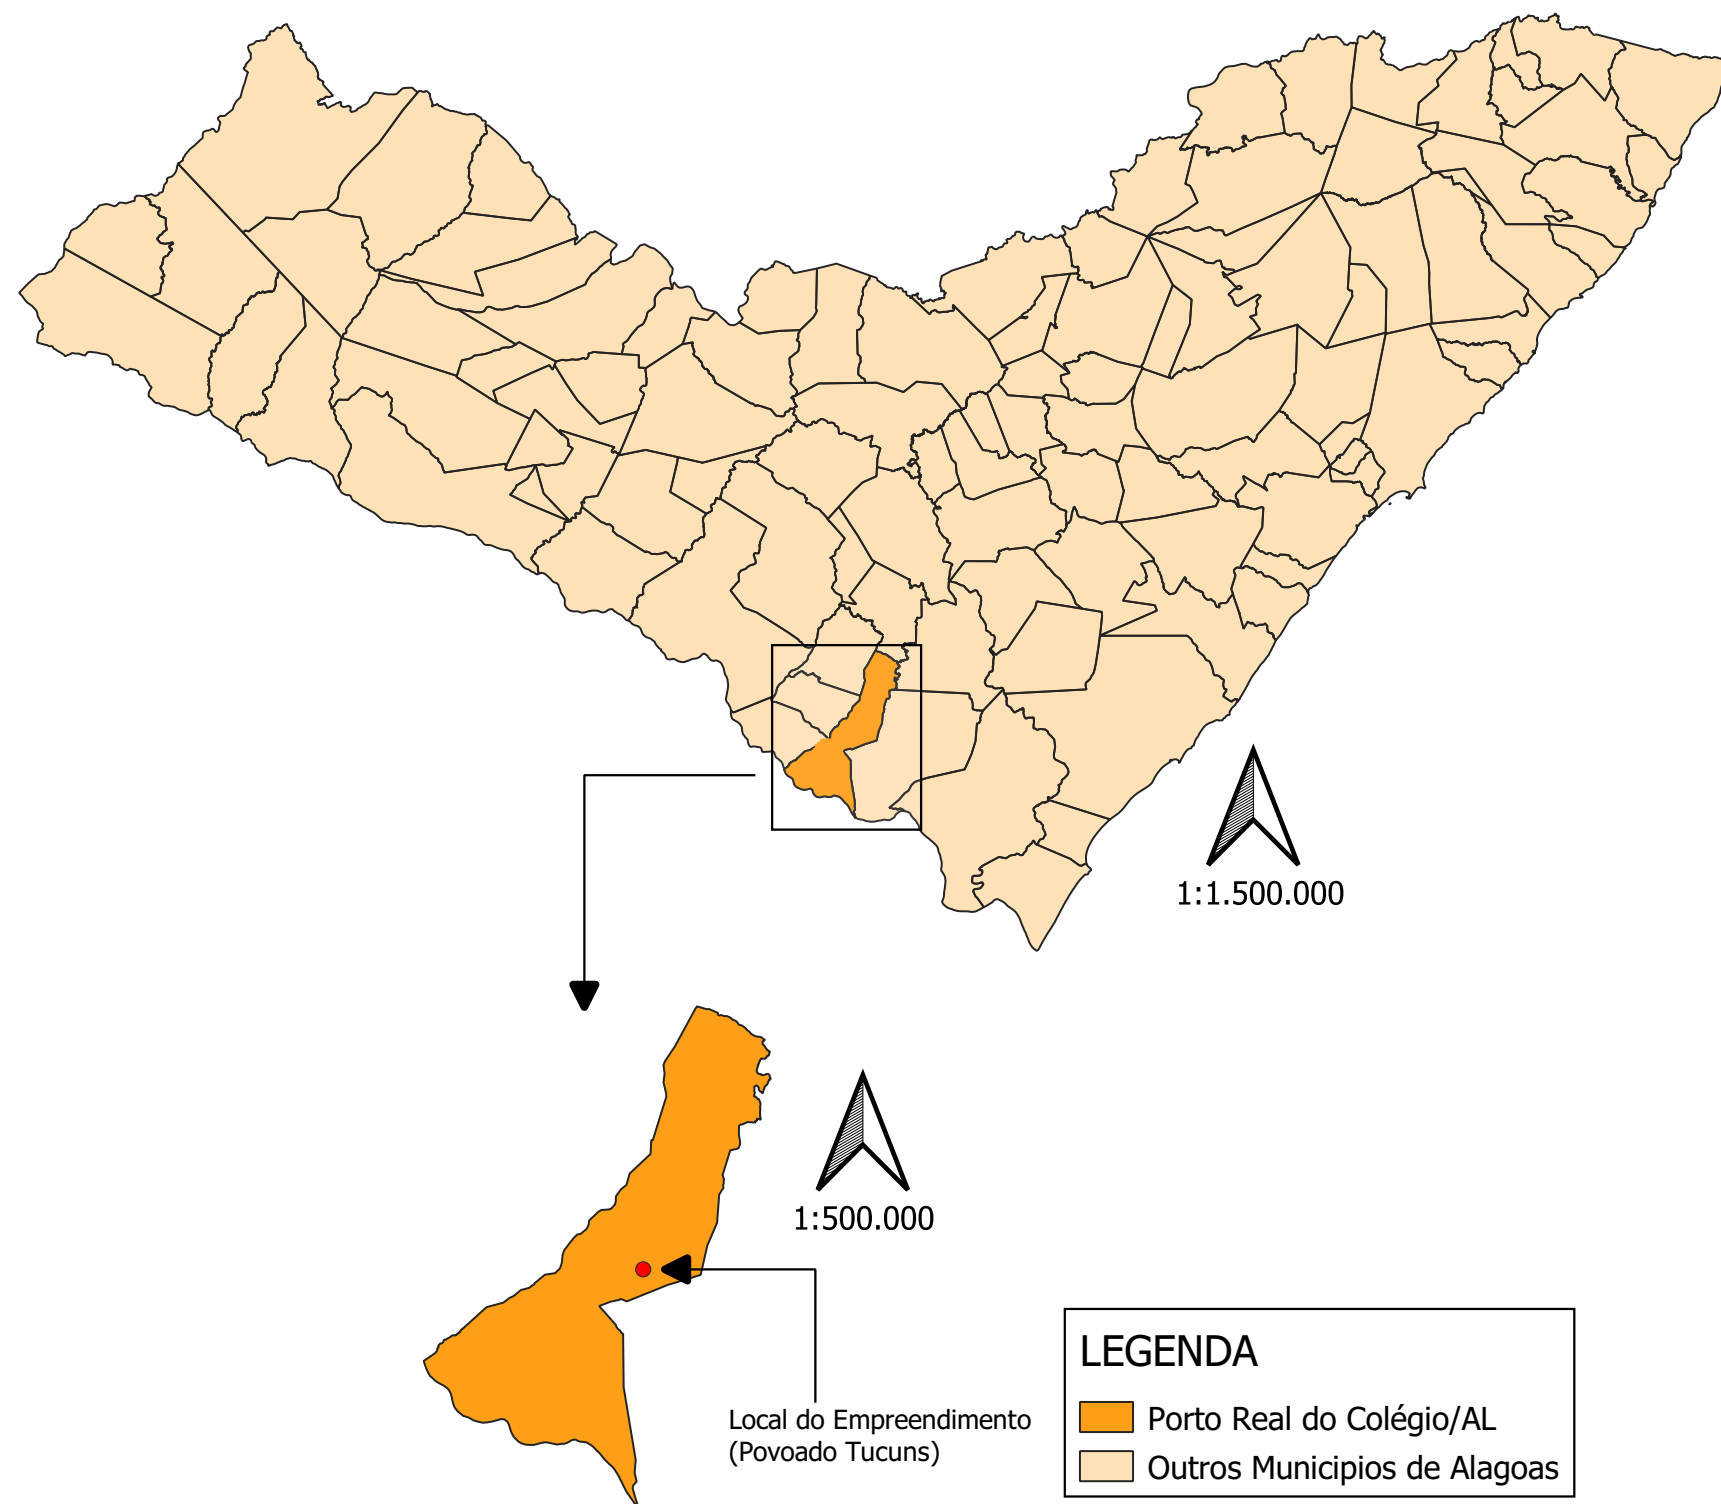 1:1.500.000
1:500.000
Local do Empreendimento
(Povoado Tucuns)
LEGENDA
Porto Real do Colégio/AL
Outros Municipios de Alagoas